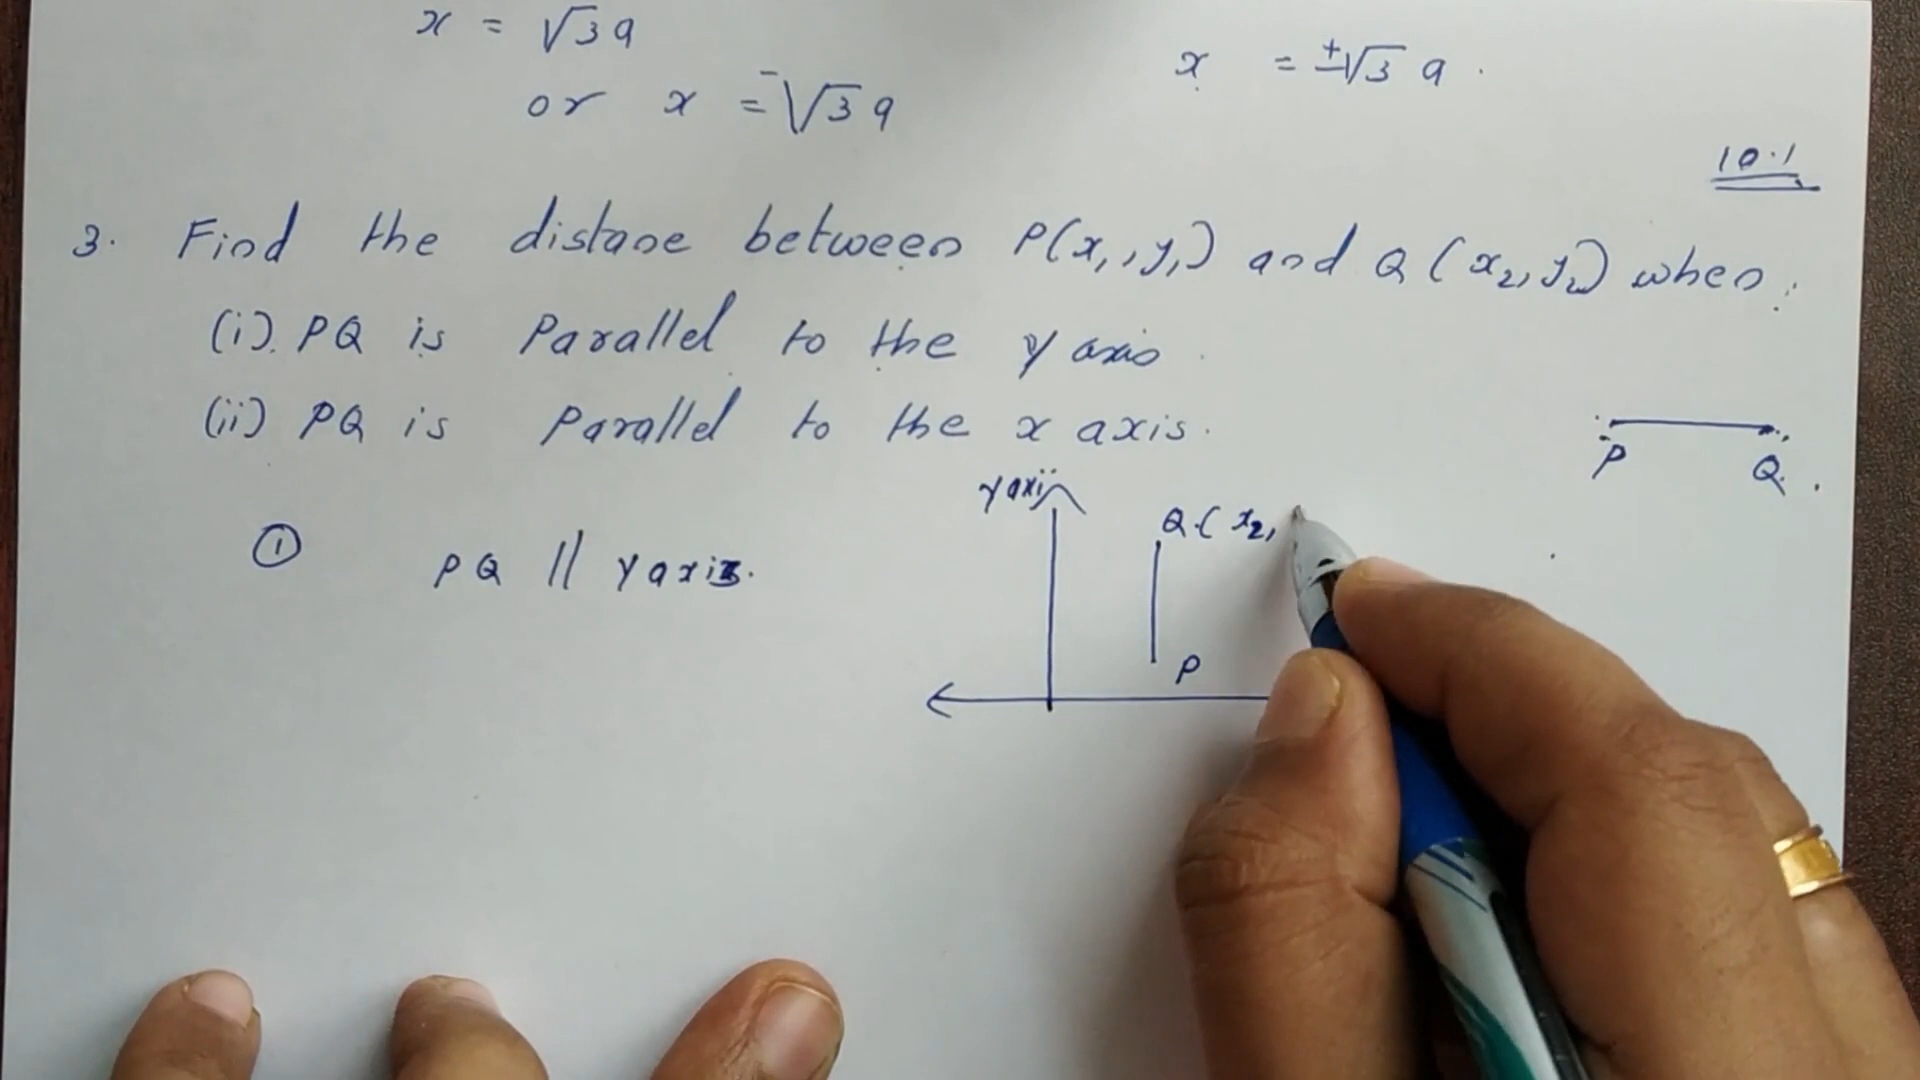 x = √3 a
or x = -√3 a
x = ±√3 a.
10.1
3. Find the distane between P(x₁, y₁) and Q (x₂, y₂) when:
(i). PQ is Parallel to the y axis.
(ii) PQ is Parallel to the x axis.
P Q
y axis
Q (x₂,
① PQ || y axis.
P